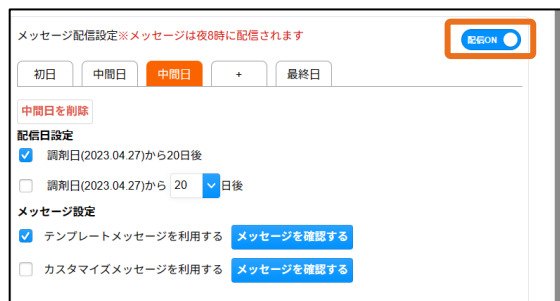 メッセージ配信設定※メッセージは夜8時に配信されます 配信ON
初日 中間日 中間日 + 最終日
中間日を削除
配信日設定
調剤日(2023.04.27)から20日後
調剤日(2023.04.27)から 20 日後
メッセージ設定
テンプレートメッセージを利用する メッセージを確認する
カスタマイズメッセージを利用する メッセージを確認する